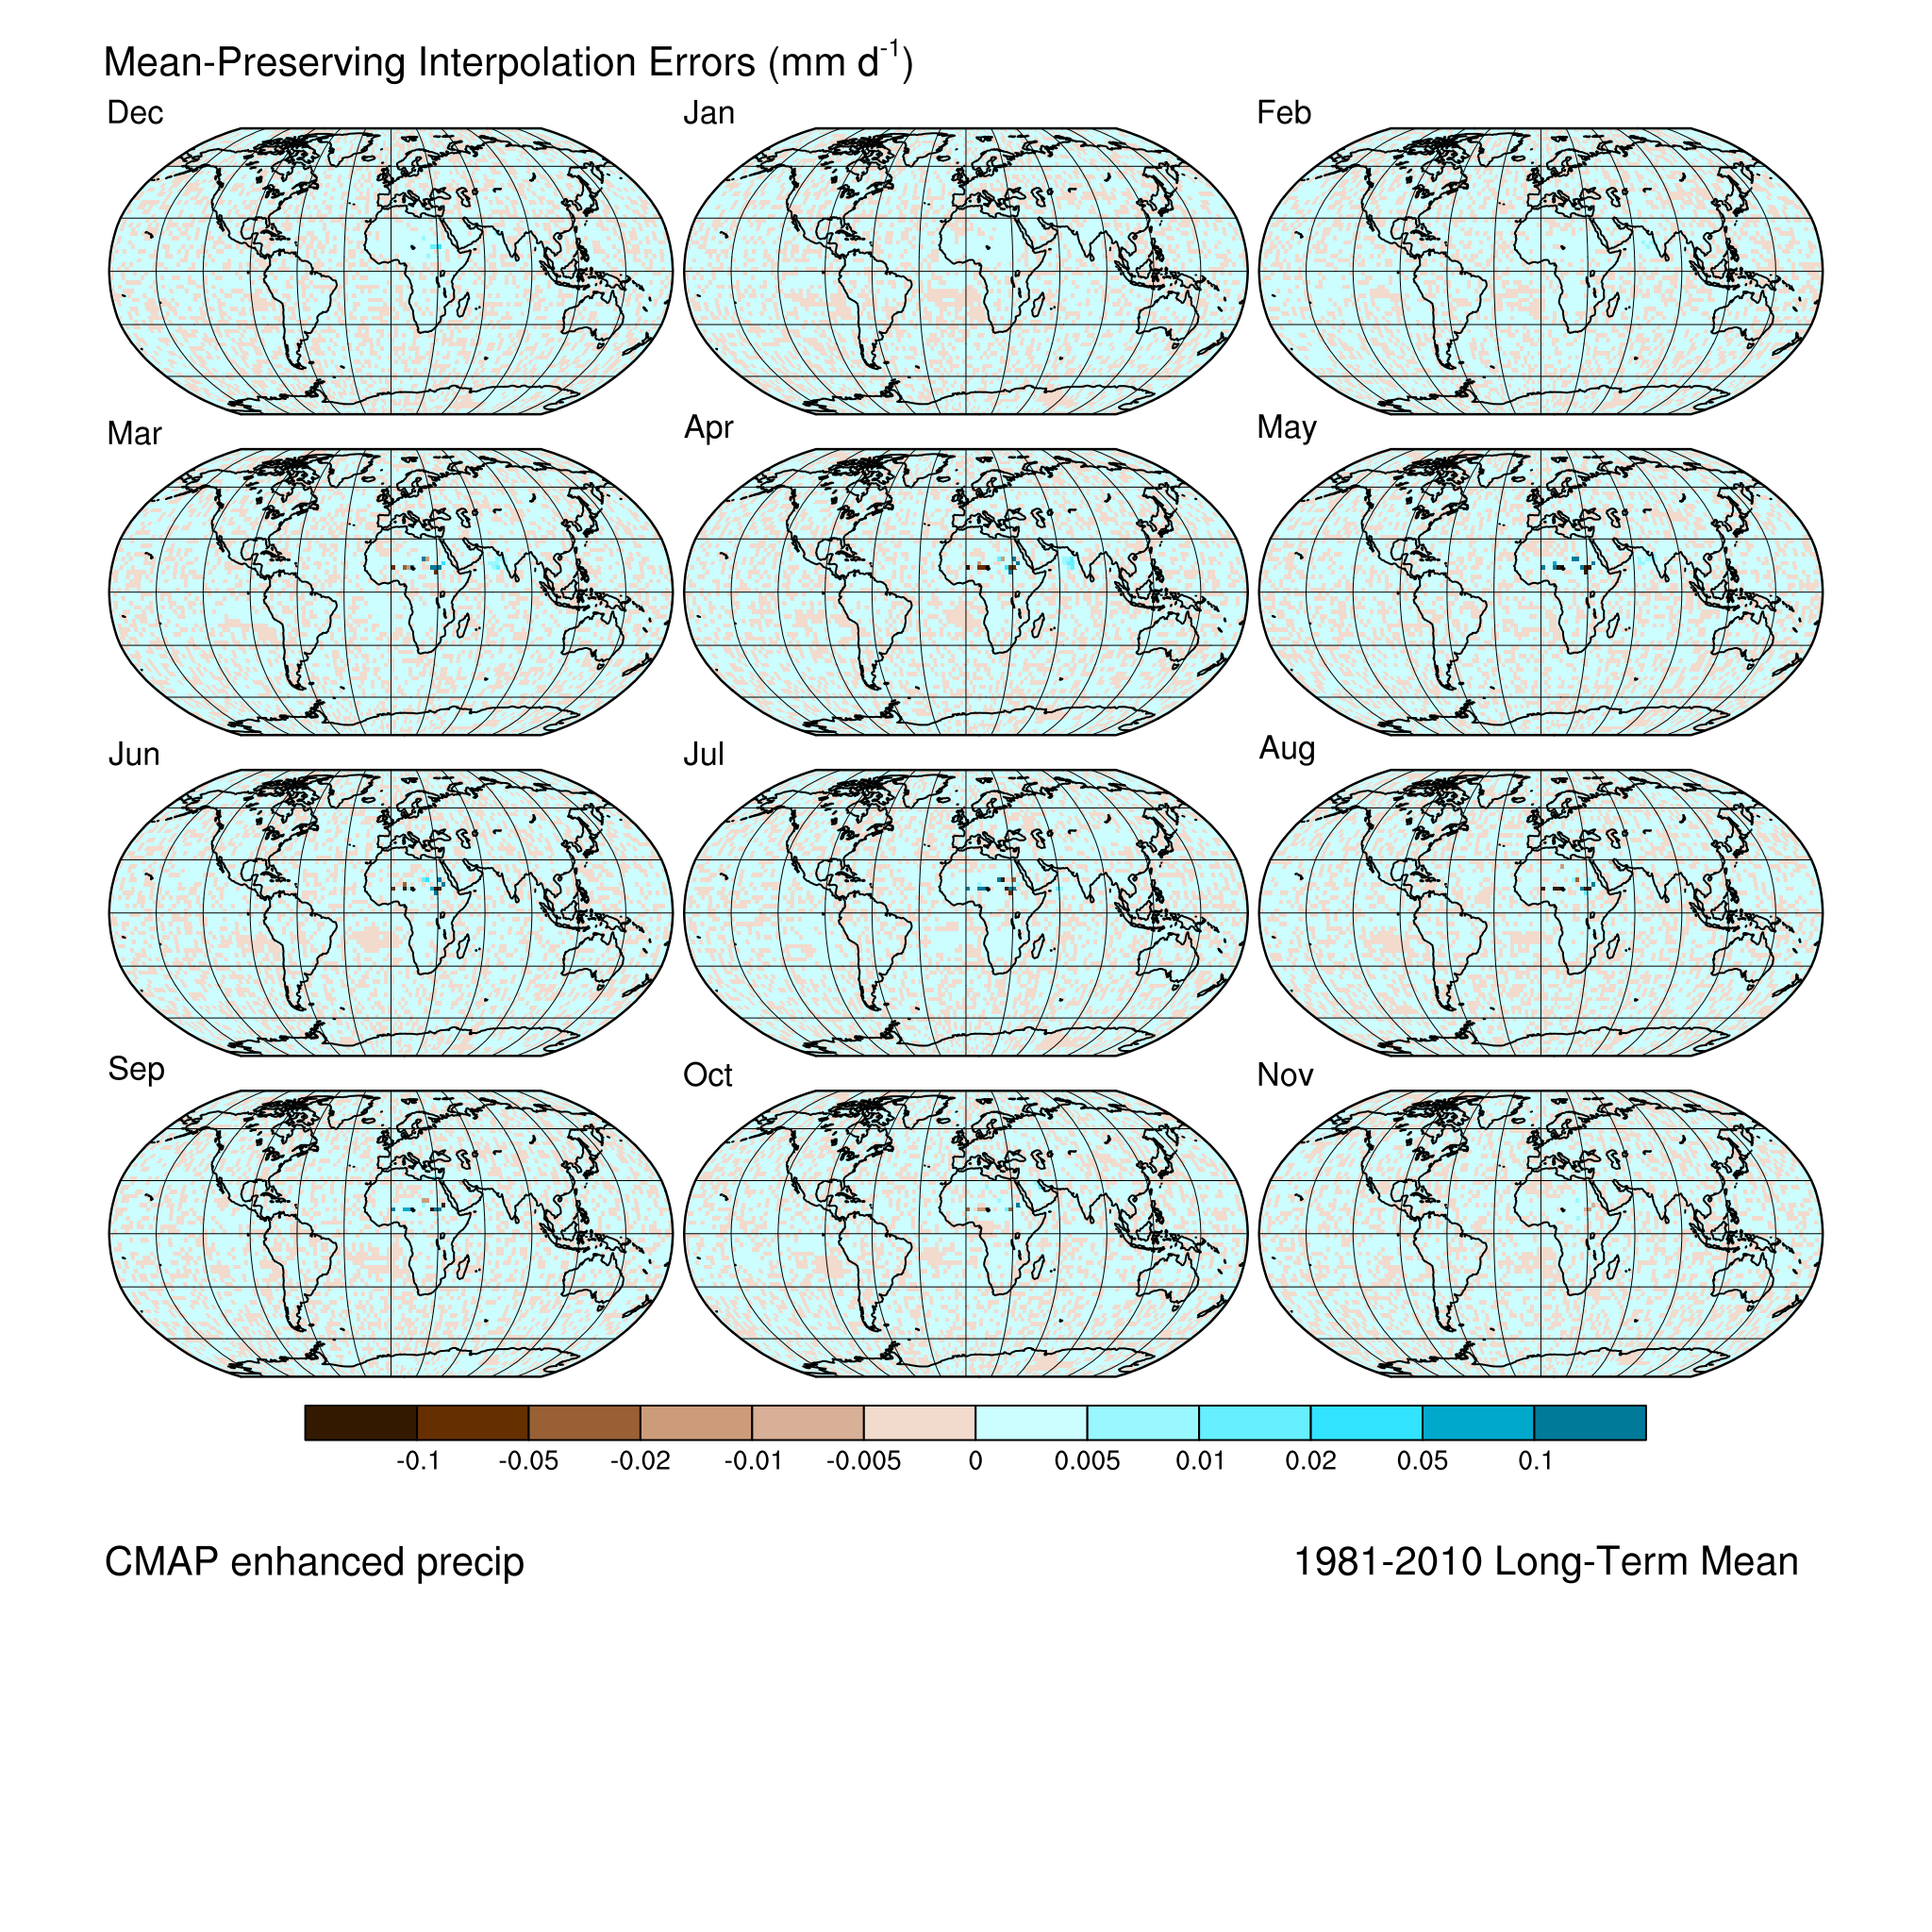 Mean-Preserving Interpolation Errors (mm d⁻¹)
Dec Jan Feb
Mar Apr May
Jun Jul Aug
Sep Oct Nov
-0.1 -0.05 -0.02 -0.01 -0.005 0 0.005 0.01 0.02 0.05 0.1
CMAP enhanced precip 1981-2010 Long-Term Mean